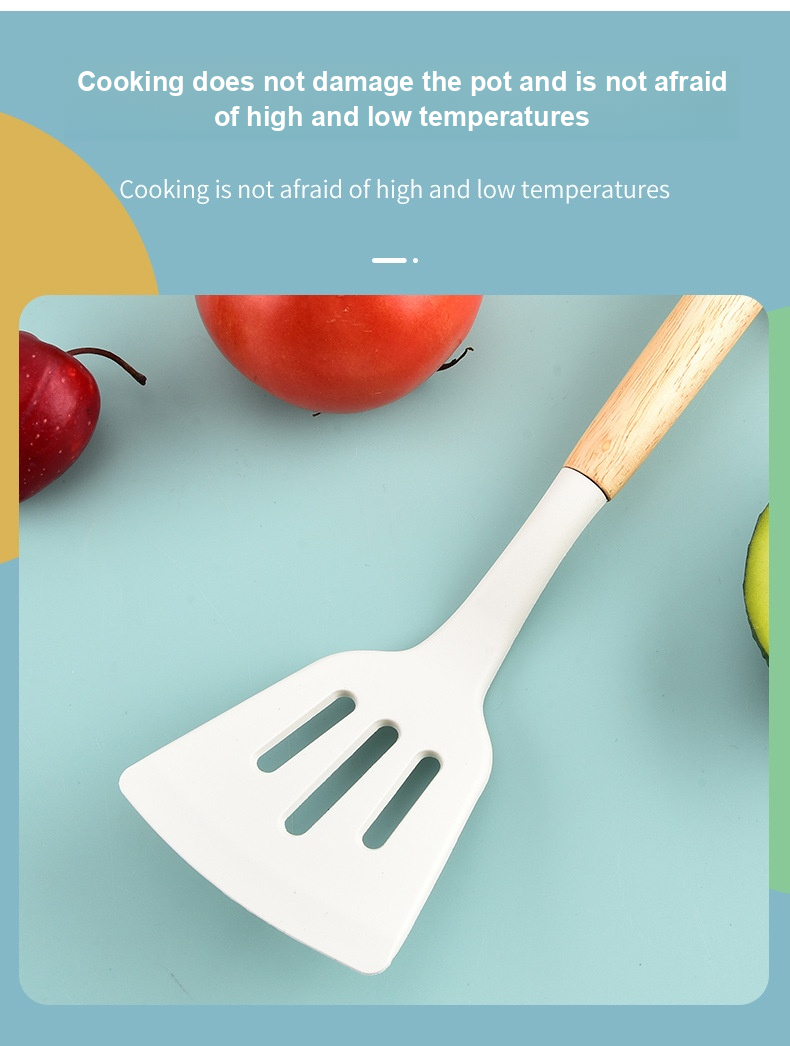 Cooking does not damage the pot and is not afraid
of high and low temperatures
Cooking is not afraid of high and low temperatures